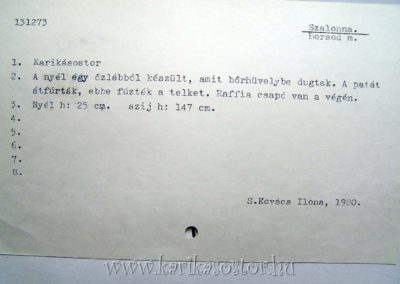 131273
Szalonna.
Borsod m.
1. Karikásostor
2. A nyél egy őzlábból készült, amit bőrhüvelybe dugtak. A patát
átfúrták, ebbe fűzték a telket. Raffia csapó van a végén.
3. Nyél h: 25 cm. szij h: 147 cm.
4.
5.
6.
7.
8.
S.Kovács Ilona, 1980.
www.karikasostor.hu